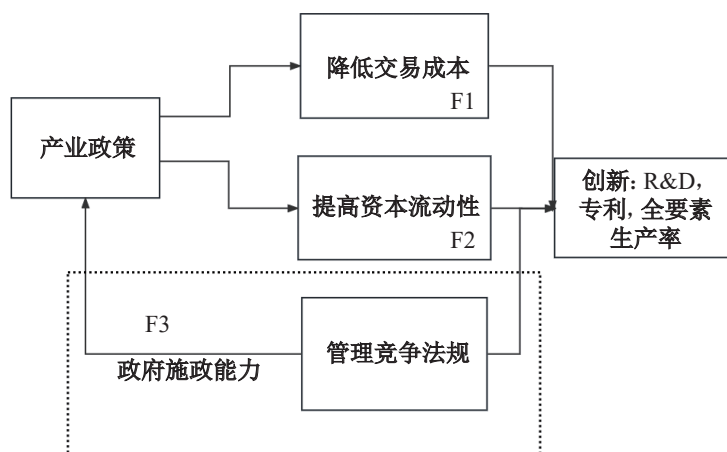 降低交易成本
F1
产业政策
提高资本流动性
F2
创新: R&D,
专利, 全要素
生产率
F3
政府施政能力
管理竞争法规